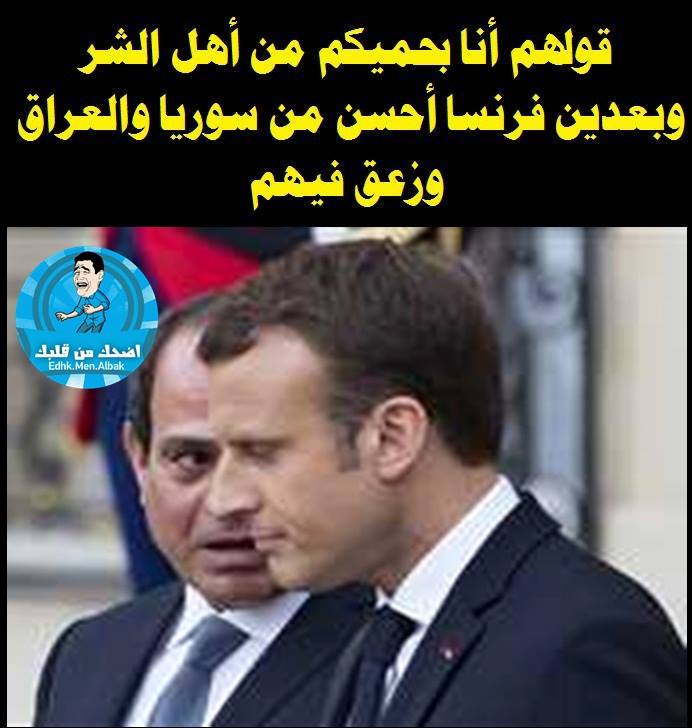 قولهم أنا بحميكم من أهل الشر
وبعدين فرنسا أحسن من سوريا والعراق
وزعق فيهم
اضحك من قلبك
Edhk.Men.Albak